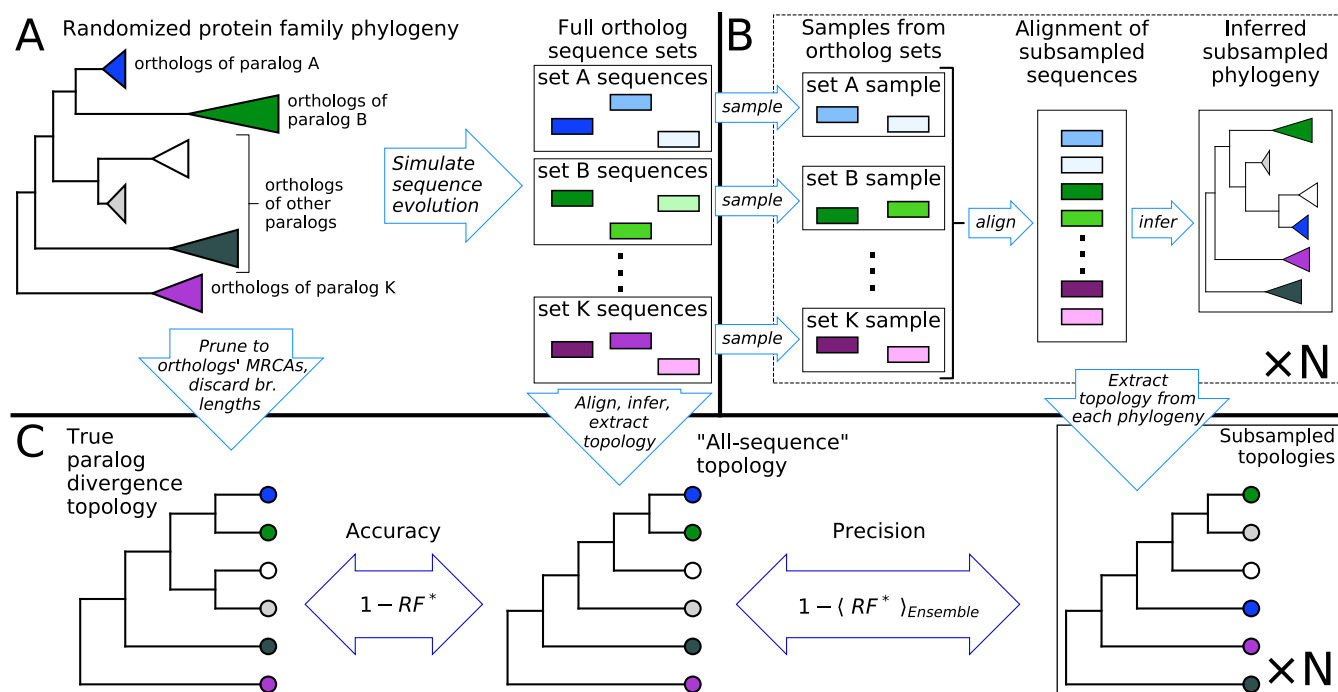 A
Randomized protein family phylogeny
orthologs of paralog A
orthologs of
paralog B
orthologs
of other
paralogs
orthologs of paralog K
Simulate
sequence
evolution
Full ortholog
sequence sets
set A sequences
set B sequences
set K sequences
sample
sample
sample
B
Samples from
ortholog sets
set A sample
set B sample
set K sample
align
Alignment of
subsampled
sequences
infer
Inferred
subsampled
phylogeny
×N
Prune to
orthologs' MRCAs,
discard br.
lengths
Align, infer,
extract
topology
Extract
topology from
each phylogeny
C
True
paralog
divergence
topology
Accuracy
1 − RF*
"All-sequence"
topology
Precision
1 − ⟨ RF* ⟩Ensemble
Subsampled
topologies
×N